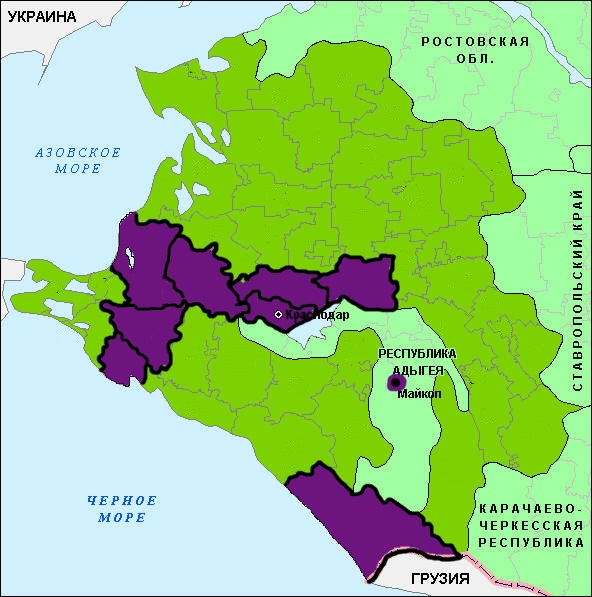 УКРАИНА
РОСТОВСКАЯ
ОБЛ.
АЗОВСКОЕ
МОРЕ
СТАВРОПОЛЬСКИЙ КРАЙ
Краснодар
РЕСПУБЛИКА
АДЫГЕЯ
Майкоп
ЧЕРНОЕ
МОРЕ
КАРАЧАЕВО-
ЧЕРКЕССКАЯ
РЕСПУБЛИКА
ГРУЗИЯ